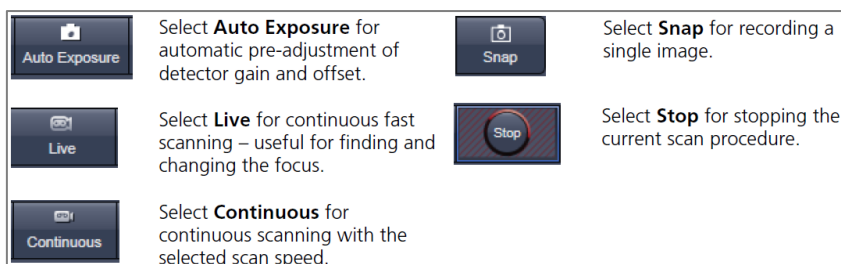 Auto Exposure
Select Auto Exposure for
automatic pre-adjustment of
detector gain and offset.
Live
Select Live for continuous fast
scanning – useful for finding and
changing the focus.
Continuous
Select Continuous for
continuous scanning with the
selected scan speed.
Snap
Select Snap for recording a
single image.
Stop
Select Stop for stopping the
current scan procedure.